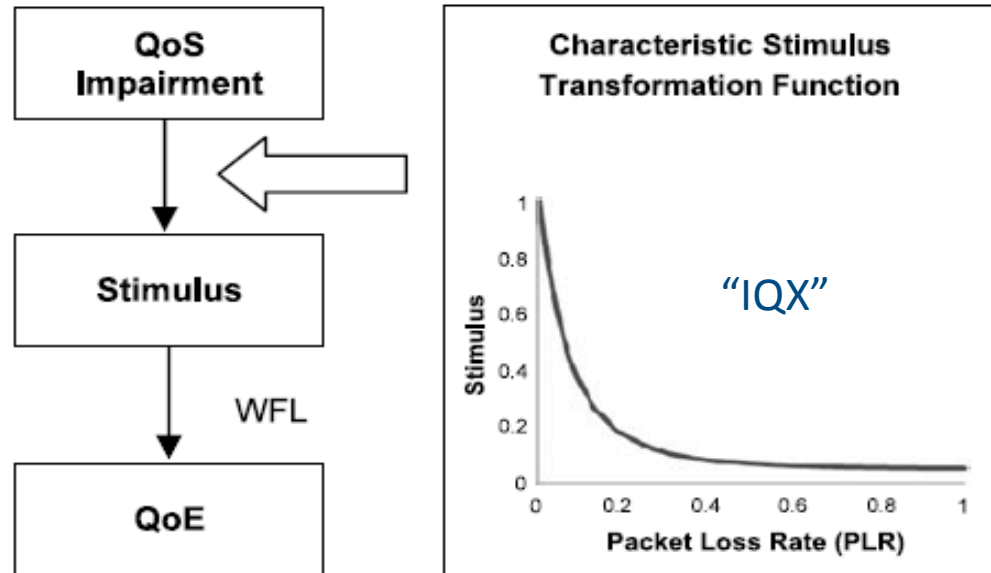 QoS
Impairment
Stimulus
WFL
QoE
Characteristic Stimulus
Transformation Function
“IQX”
Stimulus
1
0.8
0.6
0.4
0.2
0
0 0.2 0.4 0.6 0.8 1
Packet Loss Rate (PLR)